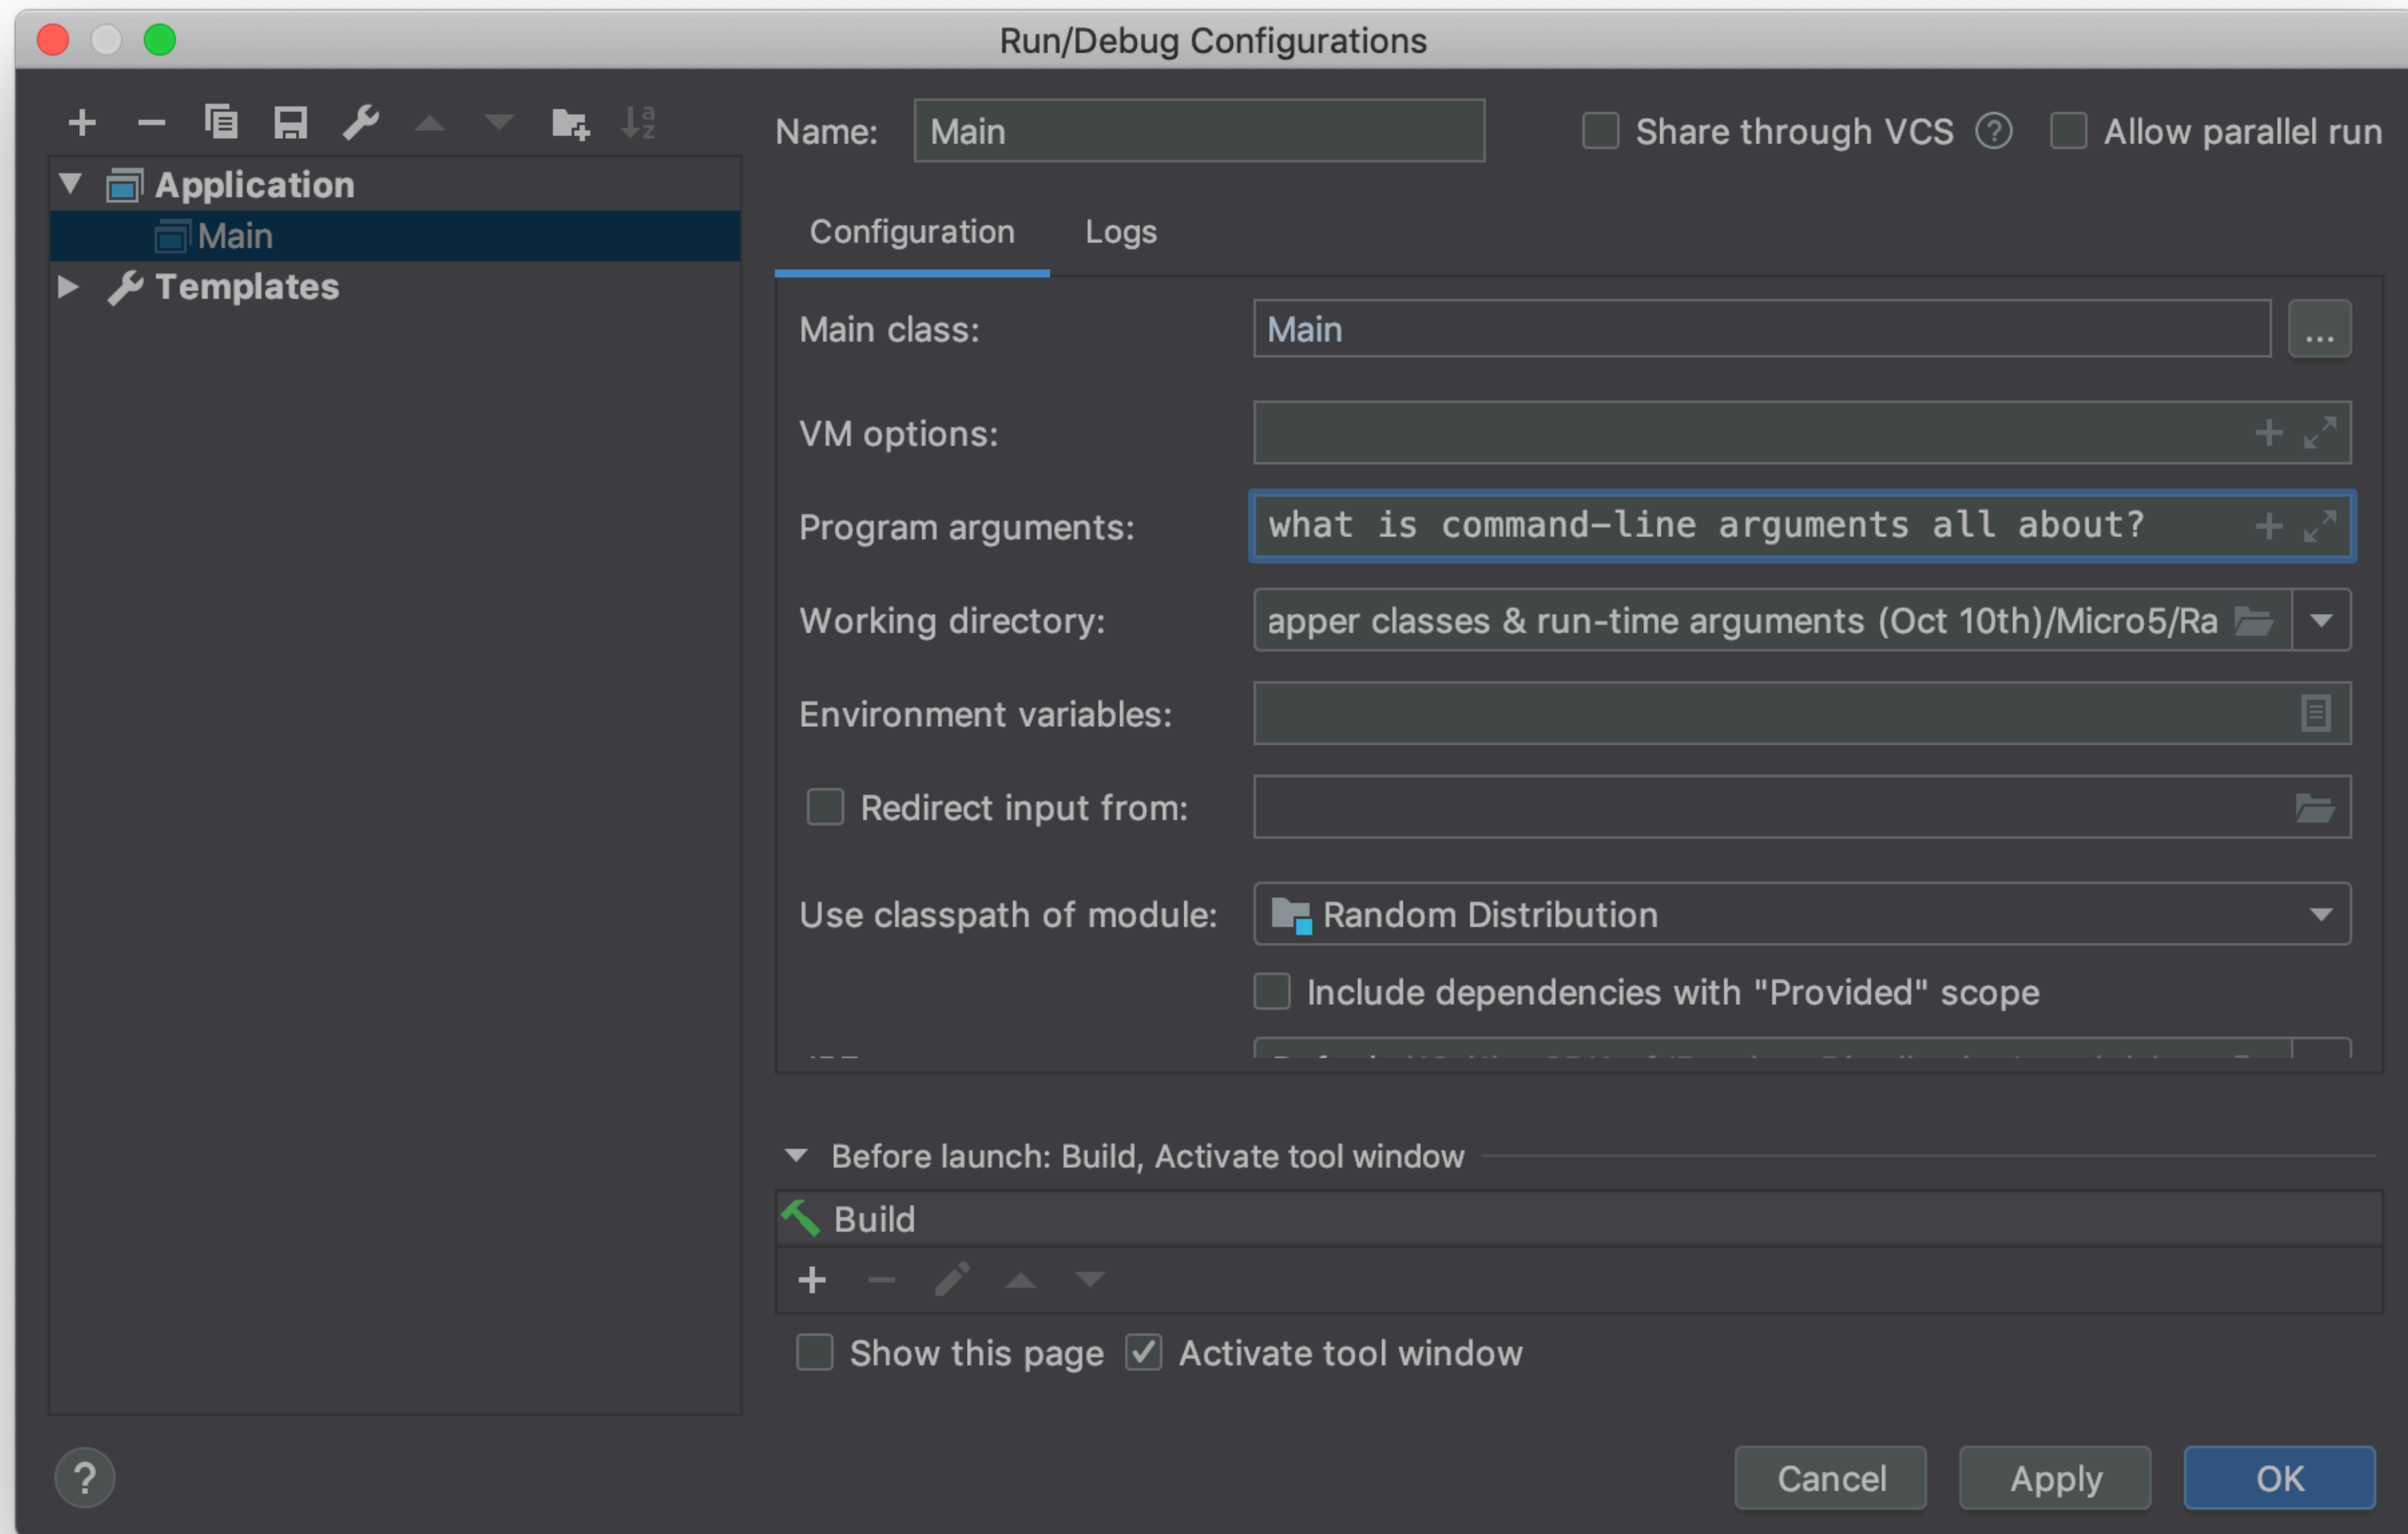 Run/Debug Configurations
Name: Main Share through VCS ? Allow parallel run
Application
Main
Templates
Configuration Logs
Main class: Main ...
VM options:
Program arguments: what is command-line arguments all about?
Working directory: apper classes & run-time arguments (Oct 10th)/Micro5/Ra
Environment variables:
Redirect input from:
Use classpath of module: Random Distribution
Include dependencies with "Provided" scope
Before launch: Build, Activate tool window
Build
Show this page Activate tool window
? Cancel Apply OK